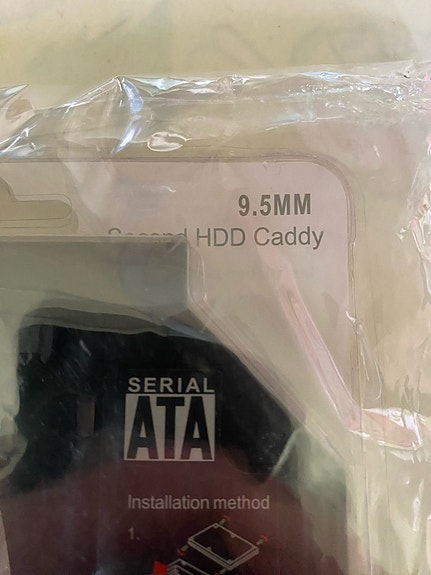 9.5MM
Second HDD Caddy
SERIAL
ATA
Installation method
1.